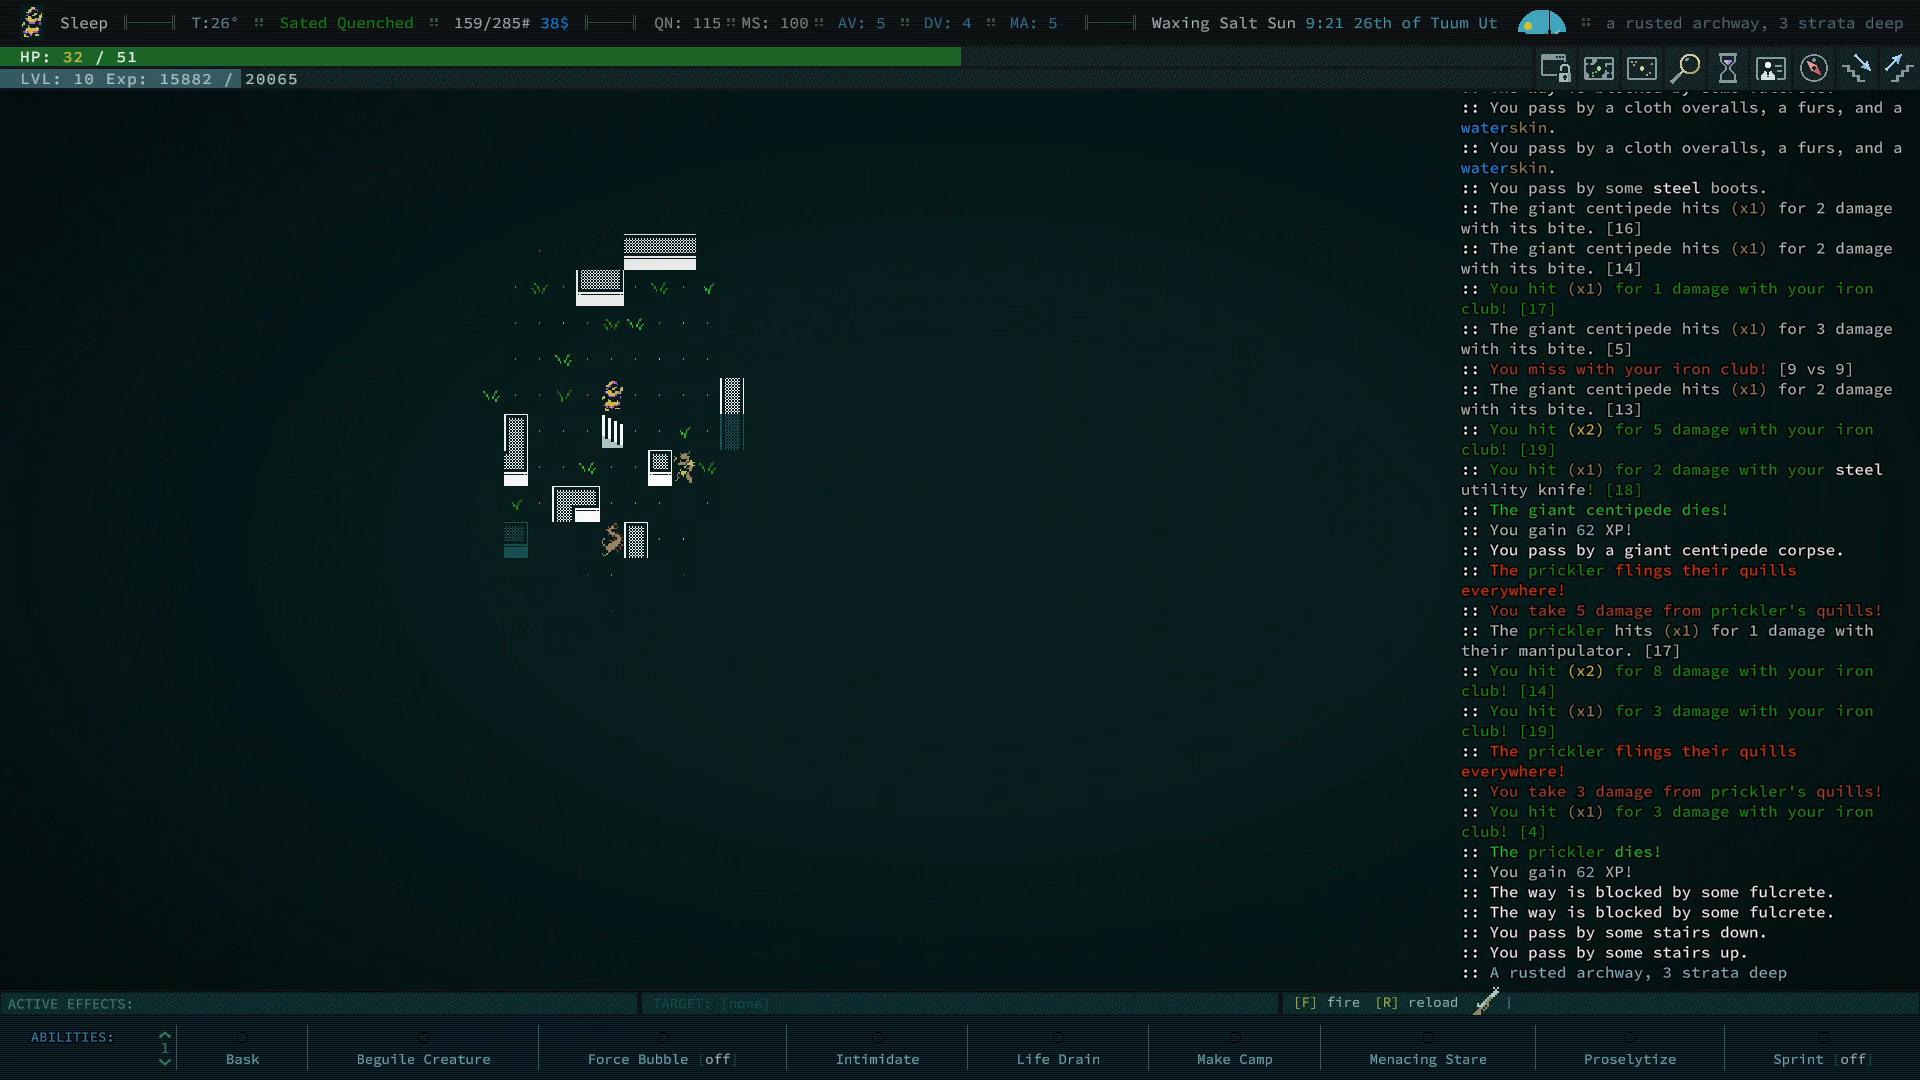 Sleep T:26° Sated Quenched 159/285# 38$ QN: 115 MS: 100 AV: 5 DV: 4 MA: 5 Waxing Salt Sun 9:21 26th of Tuum Ut a rusted archway, 3 strata deep
HP: 32 / 51
LVL: 10 Exp: 15882 / 20065
:: You pass by a cloth overalls, a furs, and a
waterskin.
:: You pass by a cloth overalls, a furs, and a
waterskin.
:: You pass by some steel boots.
:: The giant centipede hits (x1) for 2 damage
with its bite. [16]
:: The giant centipede hits (x1) for 2 damage
with its bite. [14]
:: You hit (x1) for 1 damage with your iron
club! [17]
:: The giant centipede hits (x1) for 3 damage
with its bite. [5]
:: You miss with your iron club! [9 vs 9]
:: The giant centipede hits (x1) for 2 damage
with its bite. [13]
:: You hit (x2) for 5 damage with your iron
club! [19]
:: You hit (x1) for 2 damage with your steel
utility knife! [18]
:: The giant centipede dies!
:: You gain 62 XP!
:: You pass by a giant centipede corpse.
:: The prickler flings their quills
everywhere!
:: You take 5 damage from prickler's quills!
:: The prickler hits (x1) for 1 damage with
their manipulator. [17]
:: You hit (x2) for 8 damage with your iron
club! [14]
:: You hit (x1) for 3 damage with your iron
club! [19]
:: The prickler flings their quills
everywhere!
:: You take 3 damage from prickler's quills!
:: You hit (x1) for 3 damage with your iron
club! [4]
:: The prickler dies!
:: You gain 62 XP!
:: The way is blocked by some fulcrete.
:: The way is blocked by some fulcrete.
:: You pass by some stairs down.
:: You pass by some stairs up.
:: A rusted archway, 3 strata deep
ACTIVE EFFECTS: TARGET: [none] [F] fire [R] reload
ABILITIES: 1 Bask Beguile Creature Force Bubble [off] Intimidate Life Drain Make Camp Menacing Stare Proselytize Sprint [off]